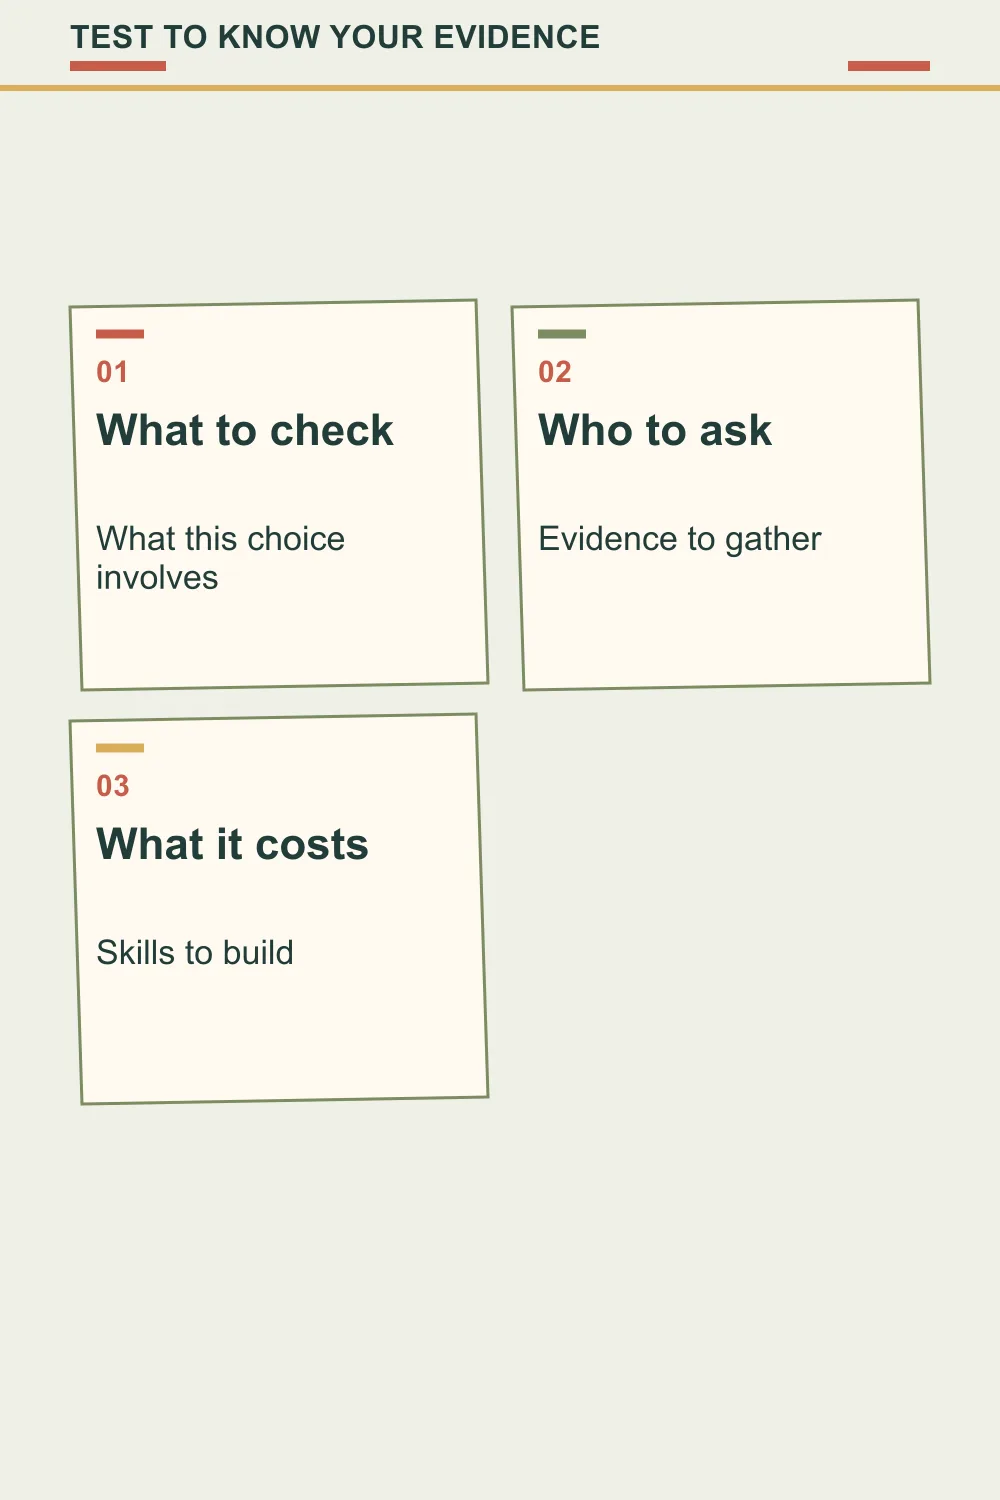 TEST TO KNOW YOUR EVIDENCE
01
What to check
What this choice
involves
02
Who to ask
Evidence to gather
03
What it costs
Skills to build